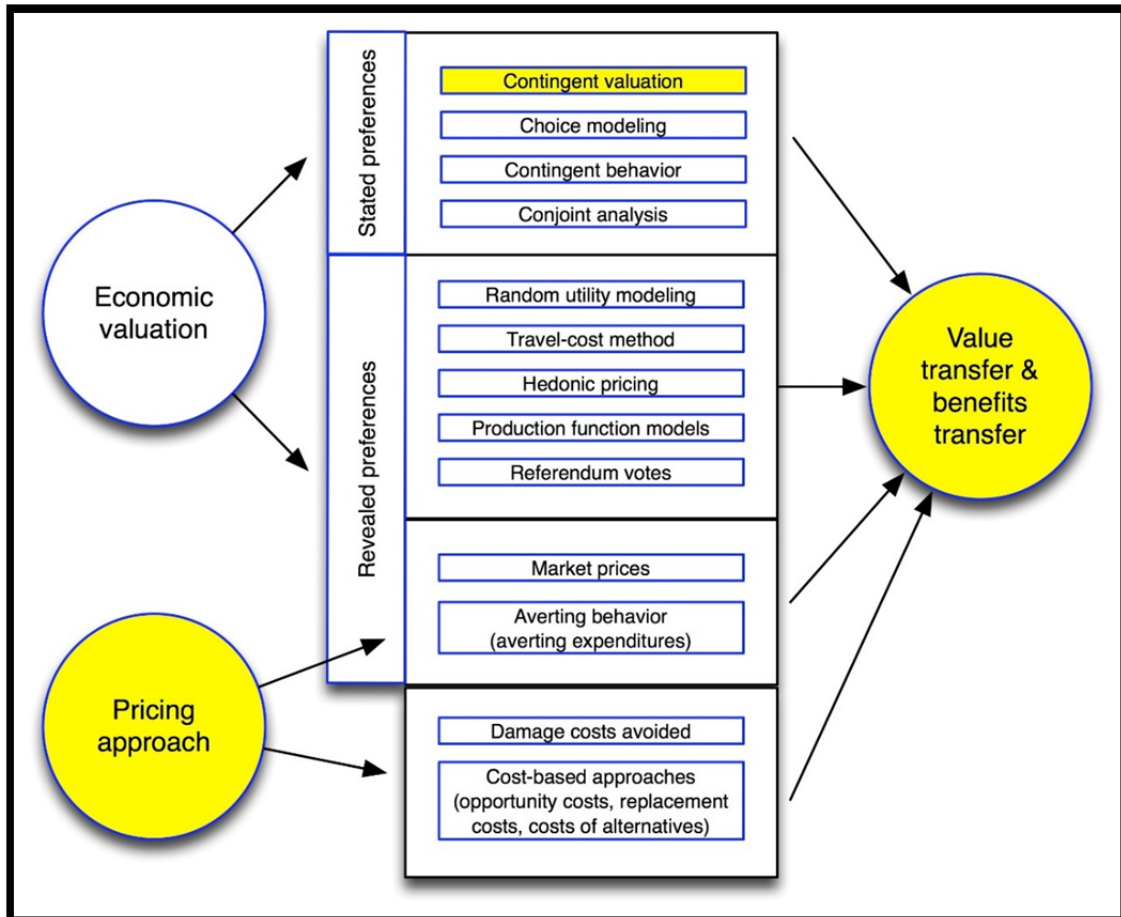 Economic
valuation
Pricing
approach
Stated preferences
Contingent valuation
Choice modeling
Contingent behavior
Conjoint analysis
Revealed preferences
Random utility modeling
Travel-cost method
Hedonic pricing
Production function models
Referendum votes
Market prices
Averting behavior
(averting expenditures)
Damage costs avoided
Cost-based approaches
(opportunity costs, replacement
costs, costs of alternatives)
Value
transfer &
benefits
transfer